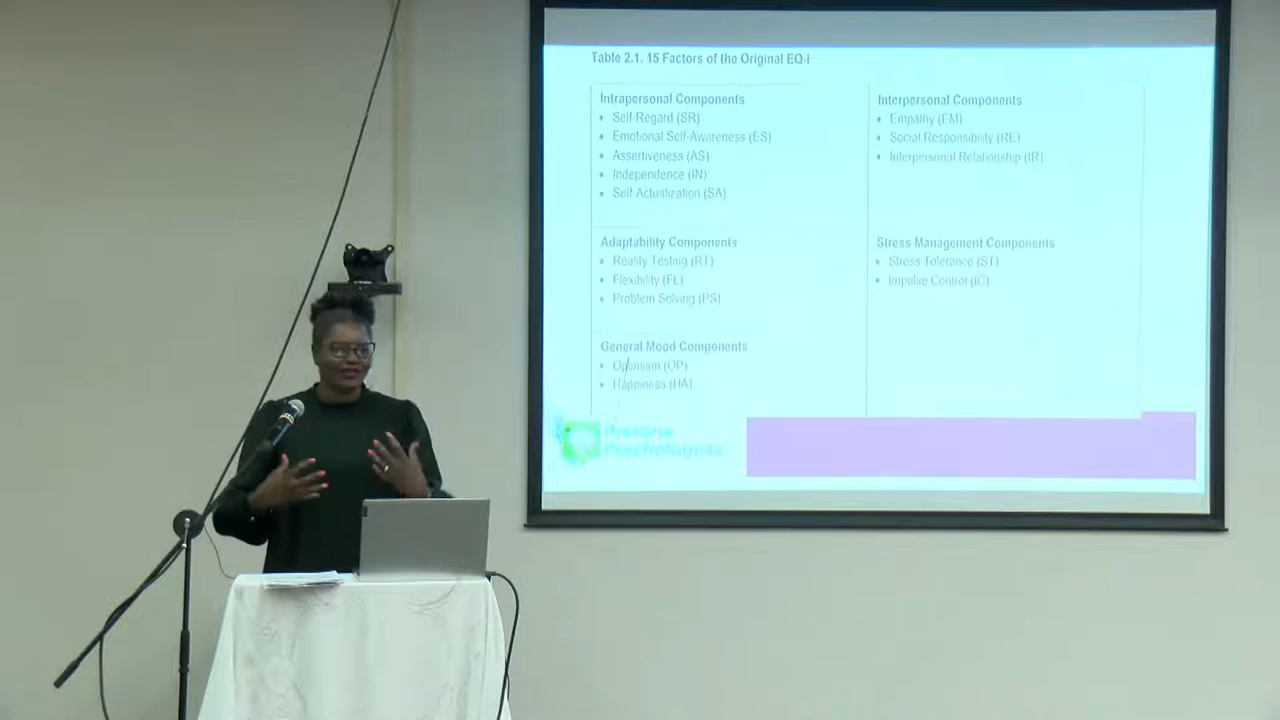 Table 2.1. 15 Factors of the Original EQ-i
Intrapersonal Components
• Self-Regard (SR)
• Emotional Self-Awareness (ES)
• Assertiveness (AS)
• Independence (IN)
• Self-Actualization (SA)
Interpersonal Components
• Empathy (EM)
• Social Responsibility (RE)
• Interpersonal Relationship (IR)
Adaptability Components
• Reality Testing (RT)
• Flexibility (FL)
• Problem Solving (PS)
Stress Management Components
• Stress Tolerance (ST)
• Impulse Control (IC)
General Mood Components
• Optimism (OP)
• Happiness (HA)
Pretoria
Psychologists